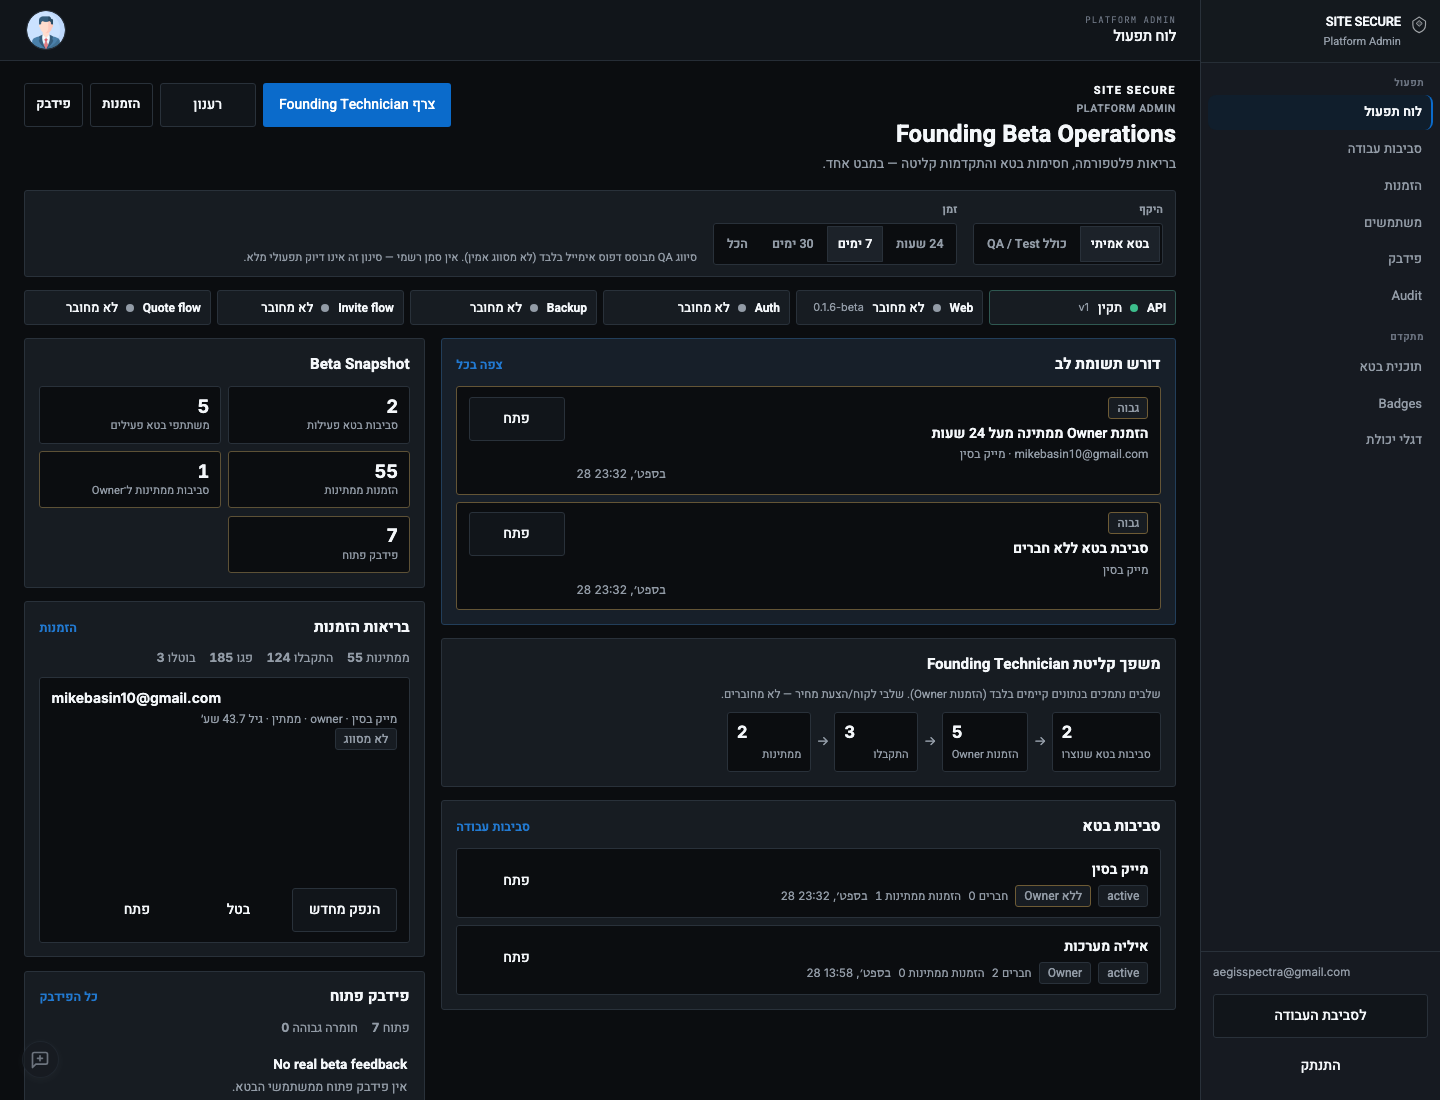 SITE SECURE
Platform Admin
תפעול
לוח תפעול
סביבות עבודה
הזמנות
משתמשים
פידבק
Audit
מתקדם
תוכנית בטא
Badges
דגלי יכולת
aegisspectra@gmail.com
לסביבת העבודה
התנתק
PLATFORM ADMIN
לוח תפעול
SITE SECURE
PLATFORM ADMIN
Founding Beta Operations
בריאות פלטפורמה, חסימות בטא והתקדמות קליטה — במבט אחד.
צרף Founding Technician
רענון
הזמנות
פידבק
היקף
בטא אמיתי
כולל QA / Test
זמן
24 שעות
7 ימים
30 ימים
הכל
סיווג QA מבוסס דפוס אימייל בלבד (לא מסווג אמין). אין סמן רשמי — סינון זה אינו דיוק תפעולי מלא.
API תקין v1
Web לא מחובר 0.1.6-beta
Auth לא מחובר
Backup לא מחובר
Invite flow לא מחובר
Quote flow לא מחובר
דורש תשומת לב
צפה בכל
גבוה
הזמנת Owner ממתינה מעל 24 שעות
mikebasin10@gmail.com · מייק בסין
28 בספט׳, 23:32
פתח
גבוה
סביבת בטא ללא חברים
מייק בסין
28 בספט׳, 23:32
פתח
משפך קליטת Founding Technician
שלבים נתמכים בנתונים קיימים בלבד (הזמנות Owner). שלבי לקוח/הצעת מחיר — לא מחוברים.
2
סביבות בטא שנוצרו
→
5
הזמנות Owner
→
3
התקבלו
→
2
ממתינות
סביבות בטא
סביבות עבודה
מייק בסין
active ללא Owner חברים 0 הזמנות ממתינות 1 28 בספט׳, 23:32
פתח
איליה מערכות
active Owner חברים 2 הזמנות ממתינות 0 28 בספט׳, 13:58
פתח
Beta Snapshot
2
סביבות בטא פעילות
5
משתתפי בטא פעילים
55
הזמנות ממתינות
1
סביבות ממתינות ל־Owner
7
פידבק פתוח
בריאות הזמנות
הזמנות
ממתינות 55 התקבלו 124 פגו 185 בוטלו 3
mikebasin10@gmail.com
מייק בסין · owner · ממתין · גיל 43.7 שע׳
לא מסווג
הנפק מחדש
בטל
פתח
פידבק פתוח
כל הפידבק
פתוח 7 חומרה גבוהה 0
No real beta feedback
אין פידבק פתוח ממשתמשי הבטא.